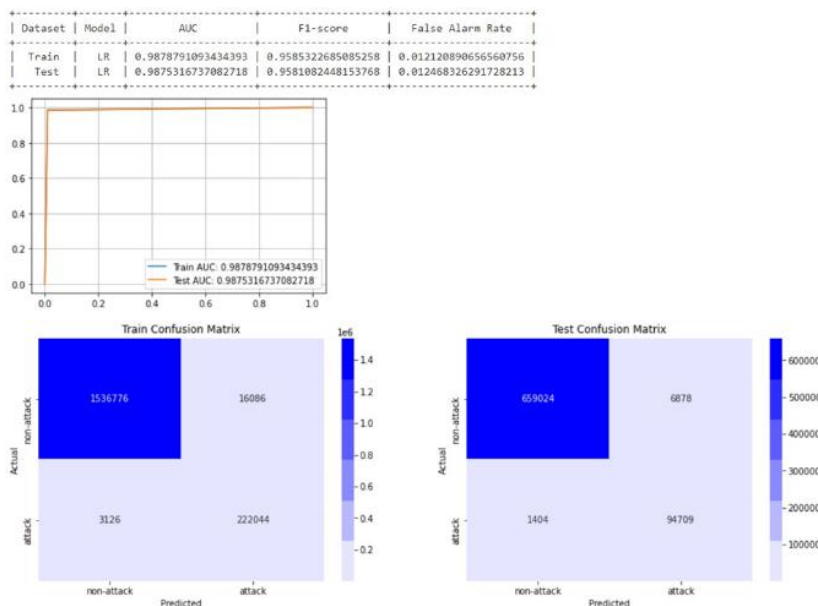 | Dataset | Model | AUC | F1-score | False Alarm Rate |
| Train | LR | 0.9878791093434393 | 0.9585322685085258 | 0.012120890656560756 |
| Test | LR | 0.9875316737082718 | 0.9581082448153768 | 0.012468326291728213 |
1.0
0.8
0.6
0.4
0.2
0.0
Train AUC: 0.9878791093434393
Test AUC: 0.9875316737082718
0.0 0.2 0.4 0.6 0.8 1.0
Train Confusion Matrix
1e6
Actual
non-attack
attack
1536776 16086
3126 222044
non-attack attack
Predicted
1.4
1.2
1.0
0.8
0.6
0.4
0.2
Test Confusion Matrix
Actual
non-attack
attack
659024 6878
1404 94709
non-attack attack
Predicted
600000
500000
400000
300000
200000
100000